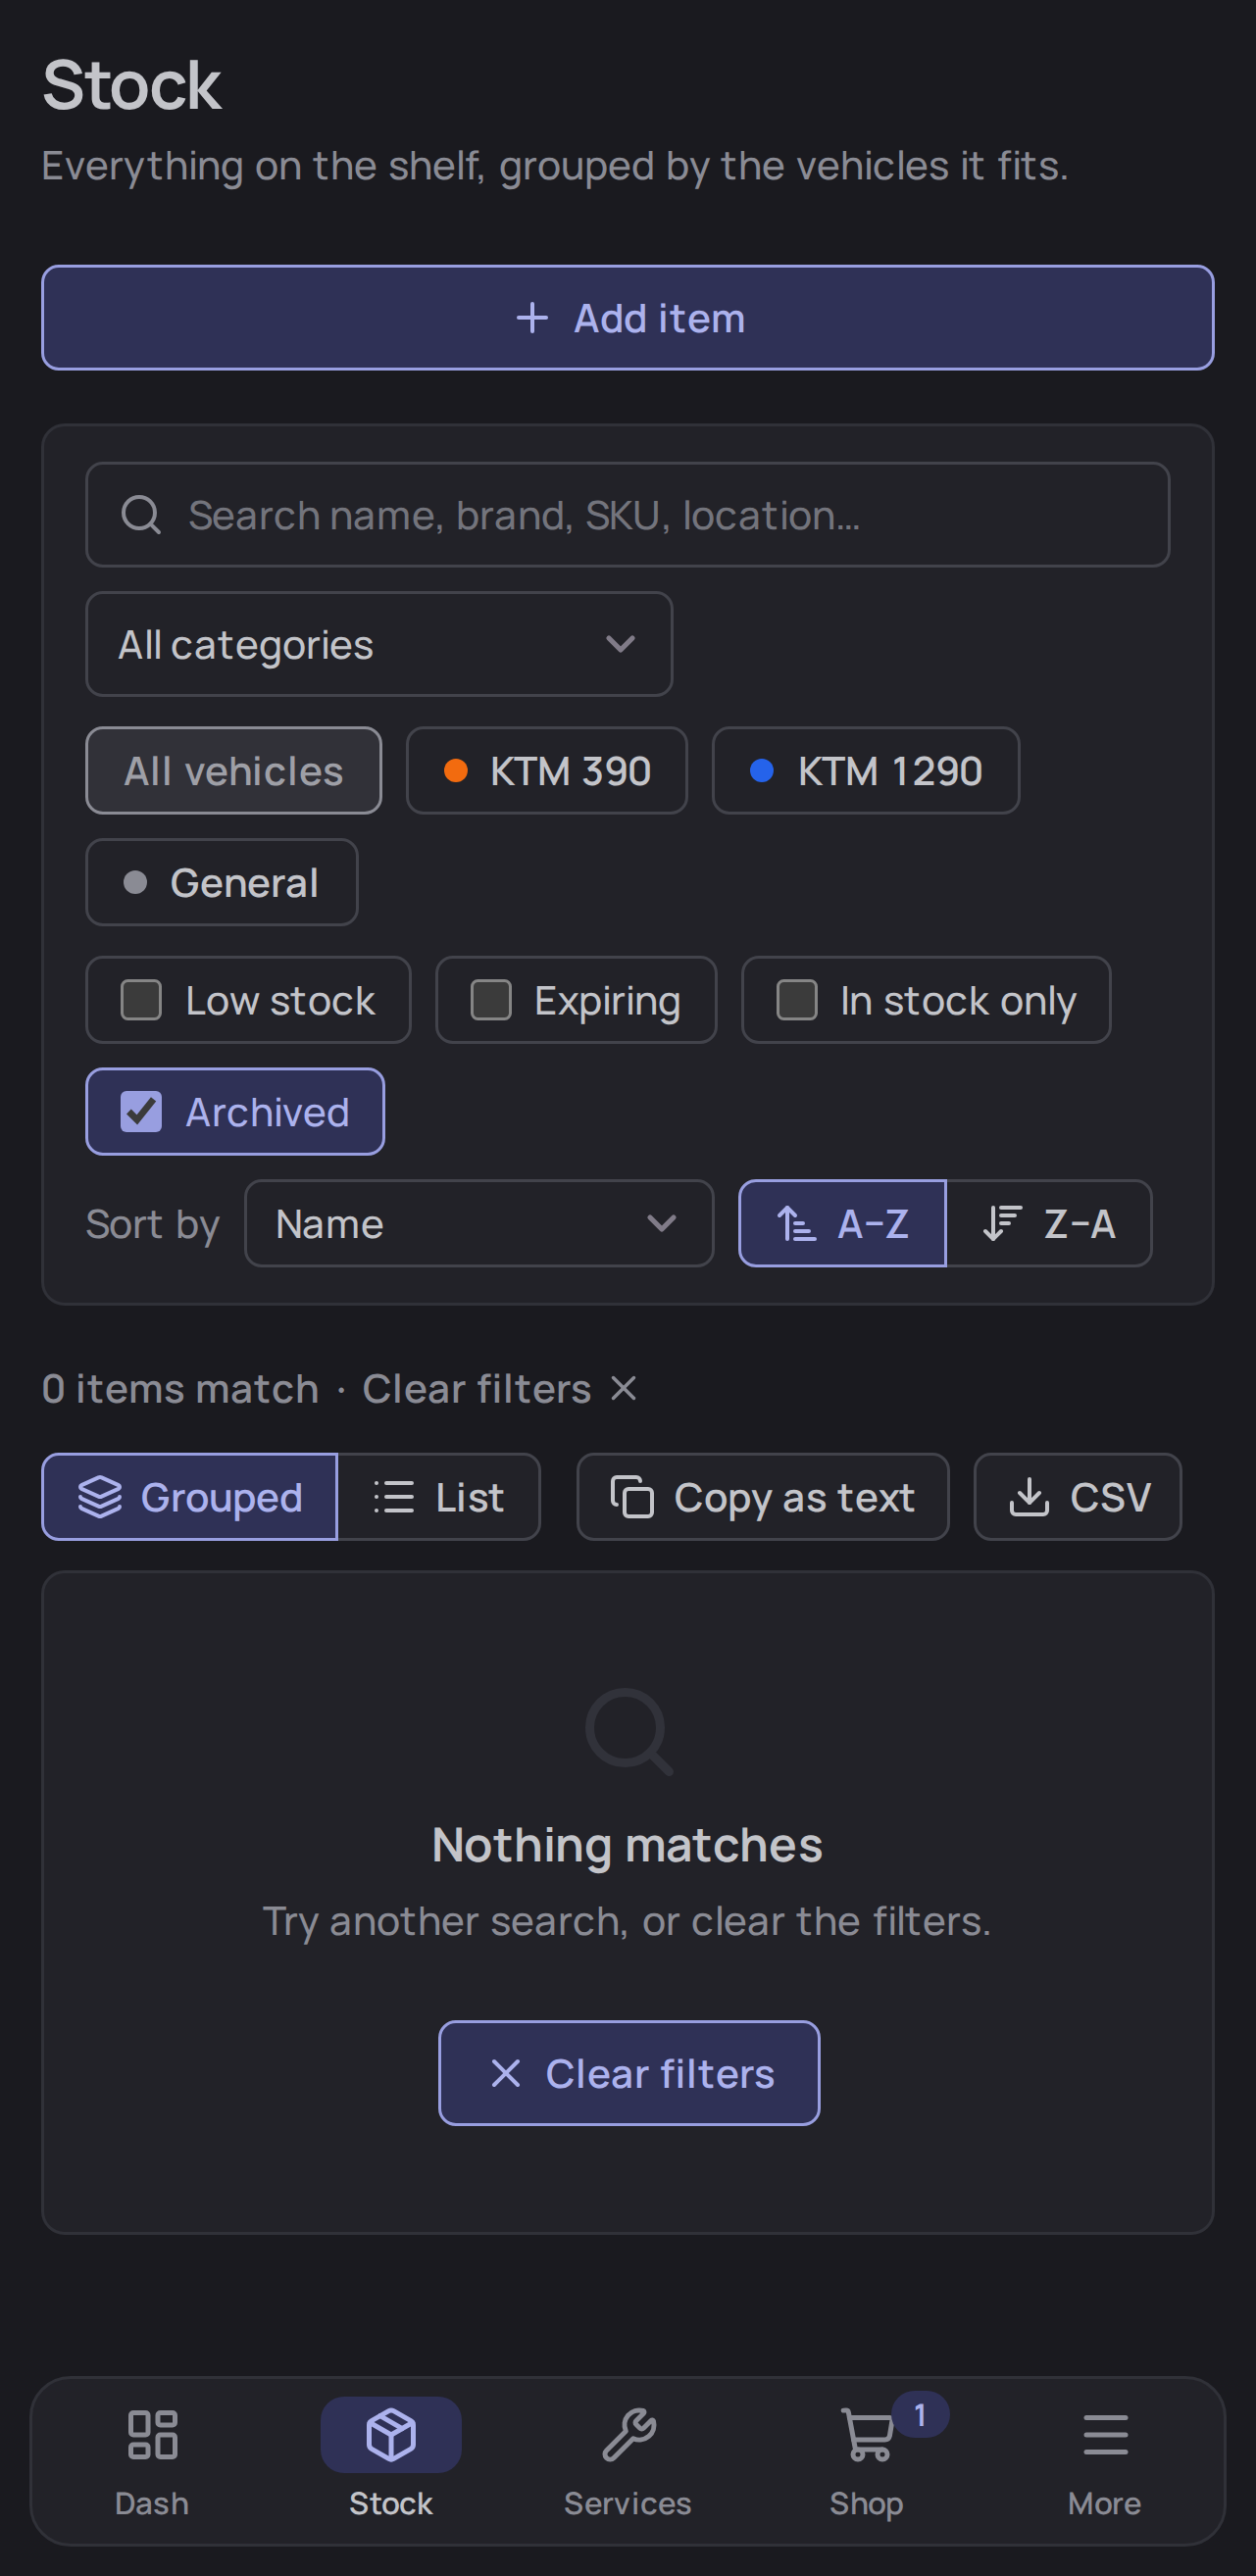 Stock
Everything on the shelf, grouped by the vehicles it fits.
Add item
Search name, brand, SKU, location…
All categories
All vehicles KTM 390 KTM 1290
General
Low stock Expiring In stock only
Archived
Sort by Name A–Z Z–A
0 items match · Clear filters
Grouped List Copy as text CSV
Nothing matches
Try another search, or clear the filters.
Clear filters
1
Dash Stock Services Shop More